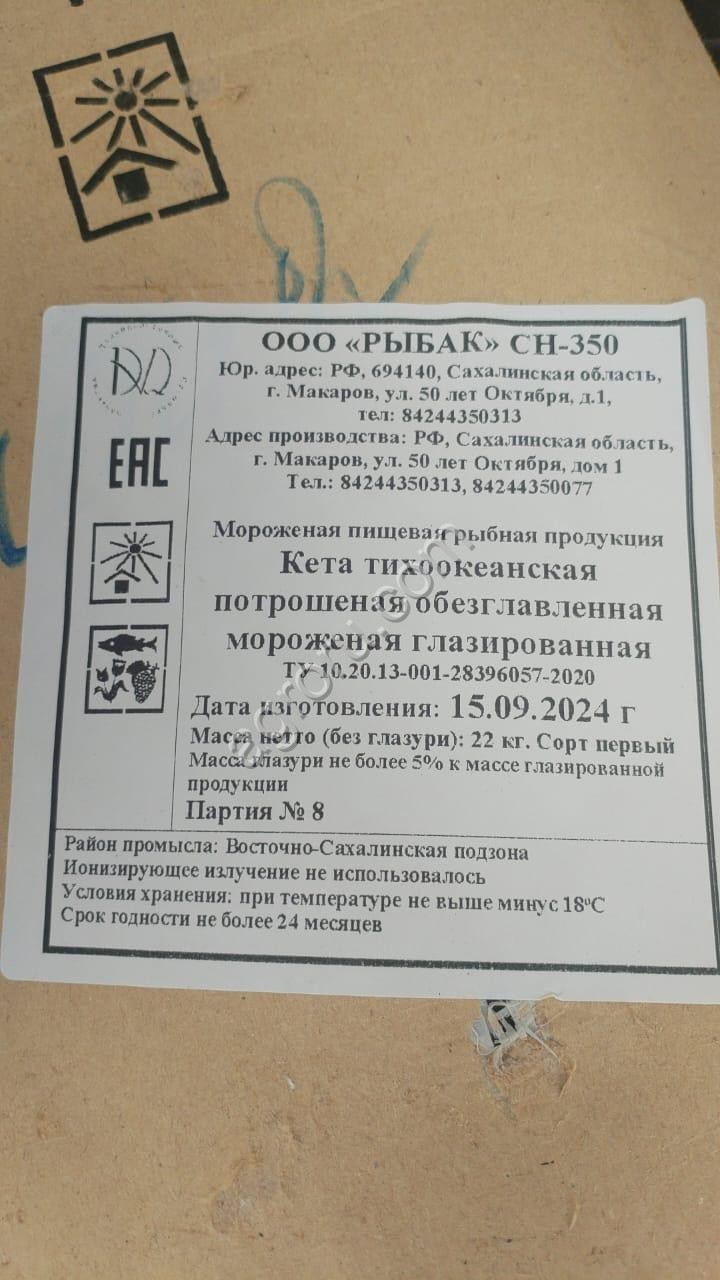 ООО «РЫБАК» СН-350
Юр. адрес: РФ, 694140, Сахалинская область,
г. Макаров, ул. 50 лет Октября, д.1,
тел: 84244350313
Адрес производства: РФ, Сахалинская область,
г. Макаров, ул. 50 лет Октября, дом 1
Тел.: 84244350313, 84244350077
ЕАС
Мороженая пищевая рыбная продукция
Кета тихоокеанская
потрошеная обезглавленная
мороженая глазированная
ТУ 10.20.13-001-28396057-2020
Дата изготовления: 15.09.2024 г
Масса нетто (без глазури): 22 кг. Сорт первый
Масса глазури не более 5% к массе глазированной
продукции
Партия № 8
Район промысла: Восточно-Сахалинская подзона
Ионизирующее излучение не использовалось
Условия хранения: при температуре не выше минус 18ºС
Срок годности не более 24 месяцев
agroru.com